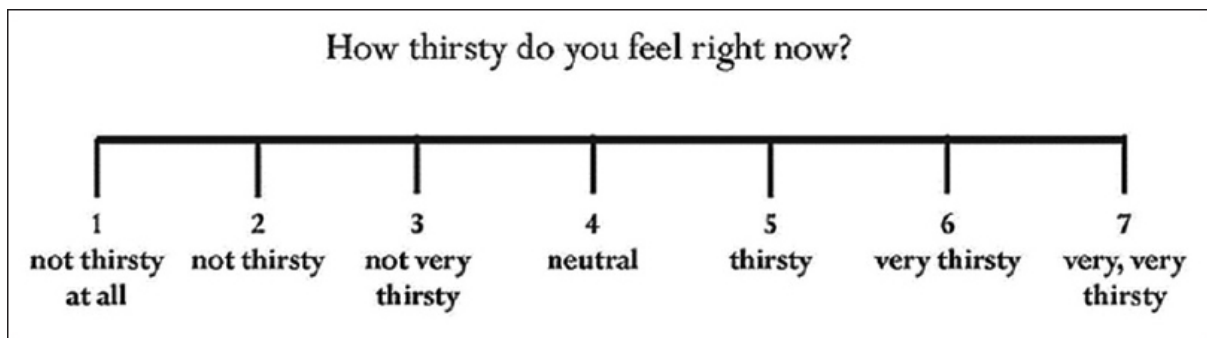 How thirsty do you feel right now?
1 2 3 4 5 6 7
not thirsty not thirsty not very neutral thirsty very thirsty very, very
at all thirsty thirsty